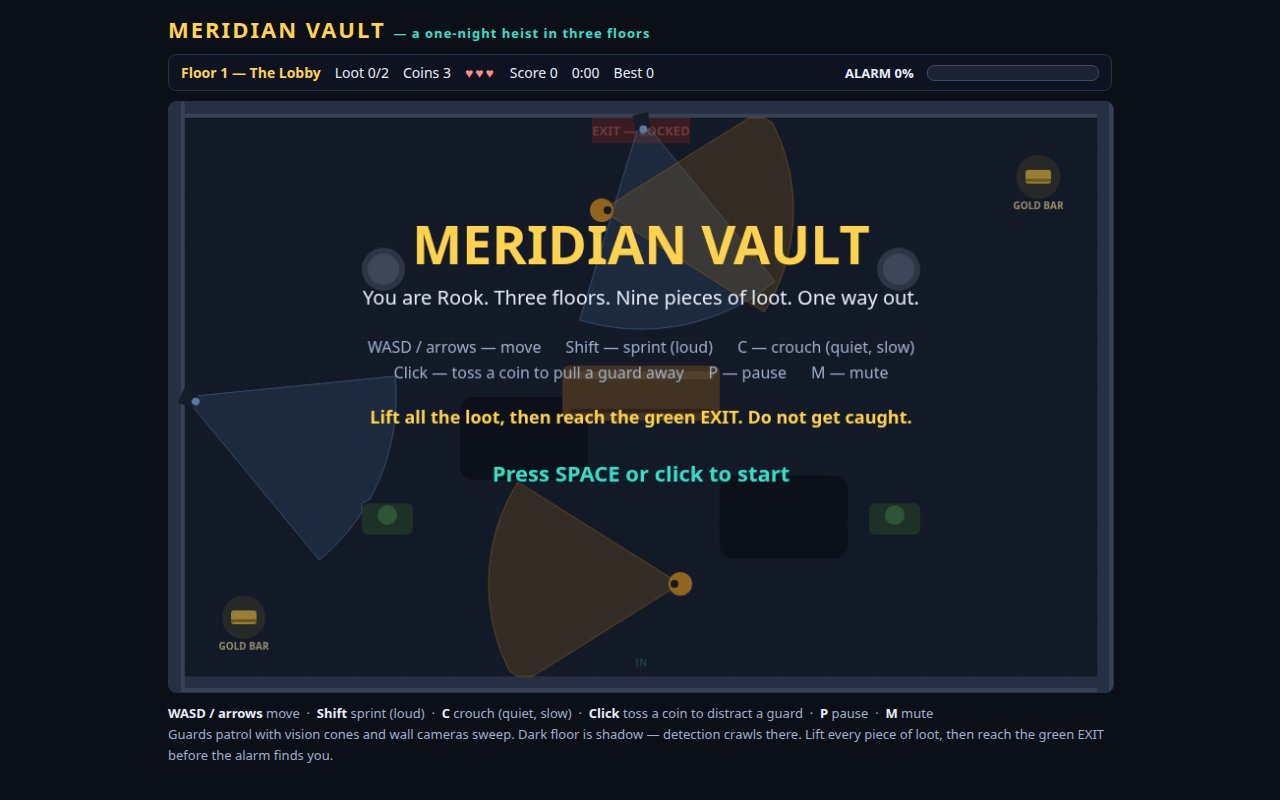 MERIDIAN VAULT — a one-night heist in three floors
Floor 1 — The Lobby Loot 0/2 Coins 3 ♥♥♥ Score 0 0:00 Best 0 ALARM 0%
EXIT — LOCKED
GOLD BAR
MERIDIAN VAULT
You are Rook. Three floors. Nine pieces of loot. One way out.
WASD / arrows — move Shift — sprint (loud) C — crouch (quiet, slow)
Click — toss a coin to pull a guard away P — pause M — mute
Lift all the loot, then reach the green EXIT. Do not get caught.
Press SPACE or click to start
GOLD BAR
IN
WASD / arrows move · Shift sprint (loud) · C crouch (quiet, slow) · Click toss a coin to distract a guard · P pause · M mute
Guards patrol with vision cones and wall cameras sweep. Dark floor is shadow — detection crawls there. Lift every piece of loot, then reach the green EXIT
before the alarm finds you.